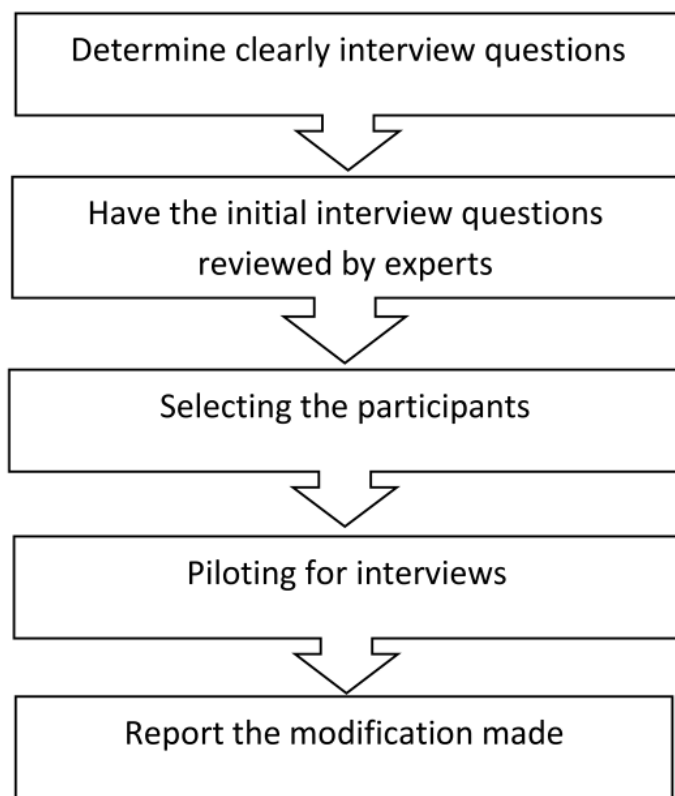 Determine clearly interview questions
Have the initial interview questions
reviewed by experts
Selecting the participants
Piloting for interviews
Report the modification made